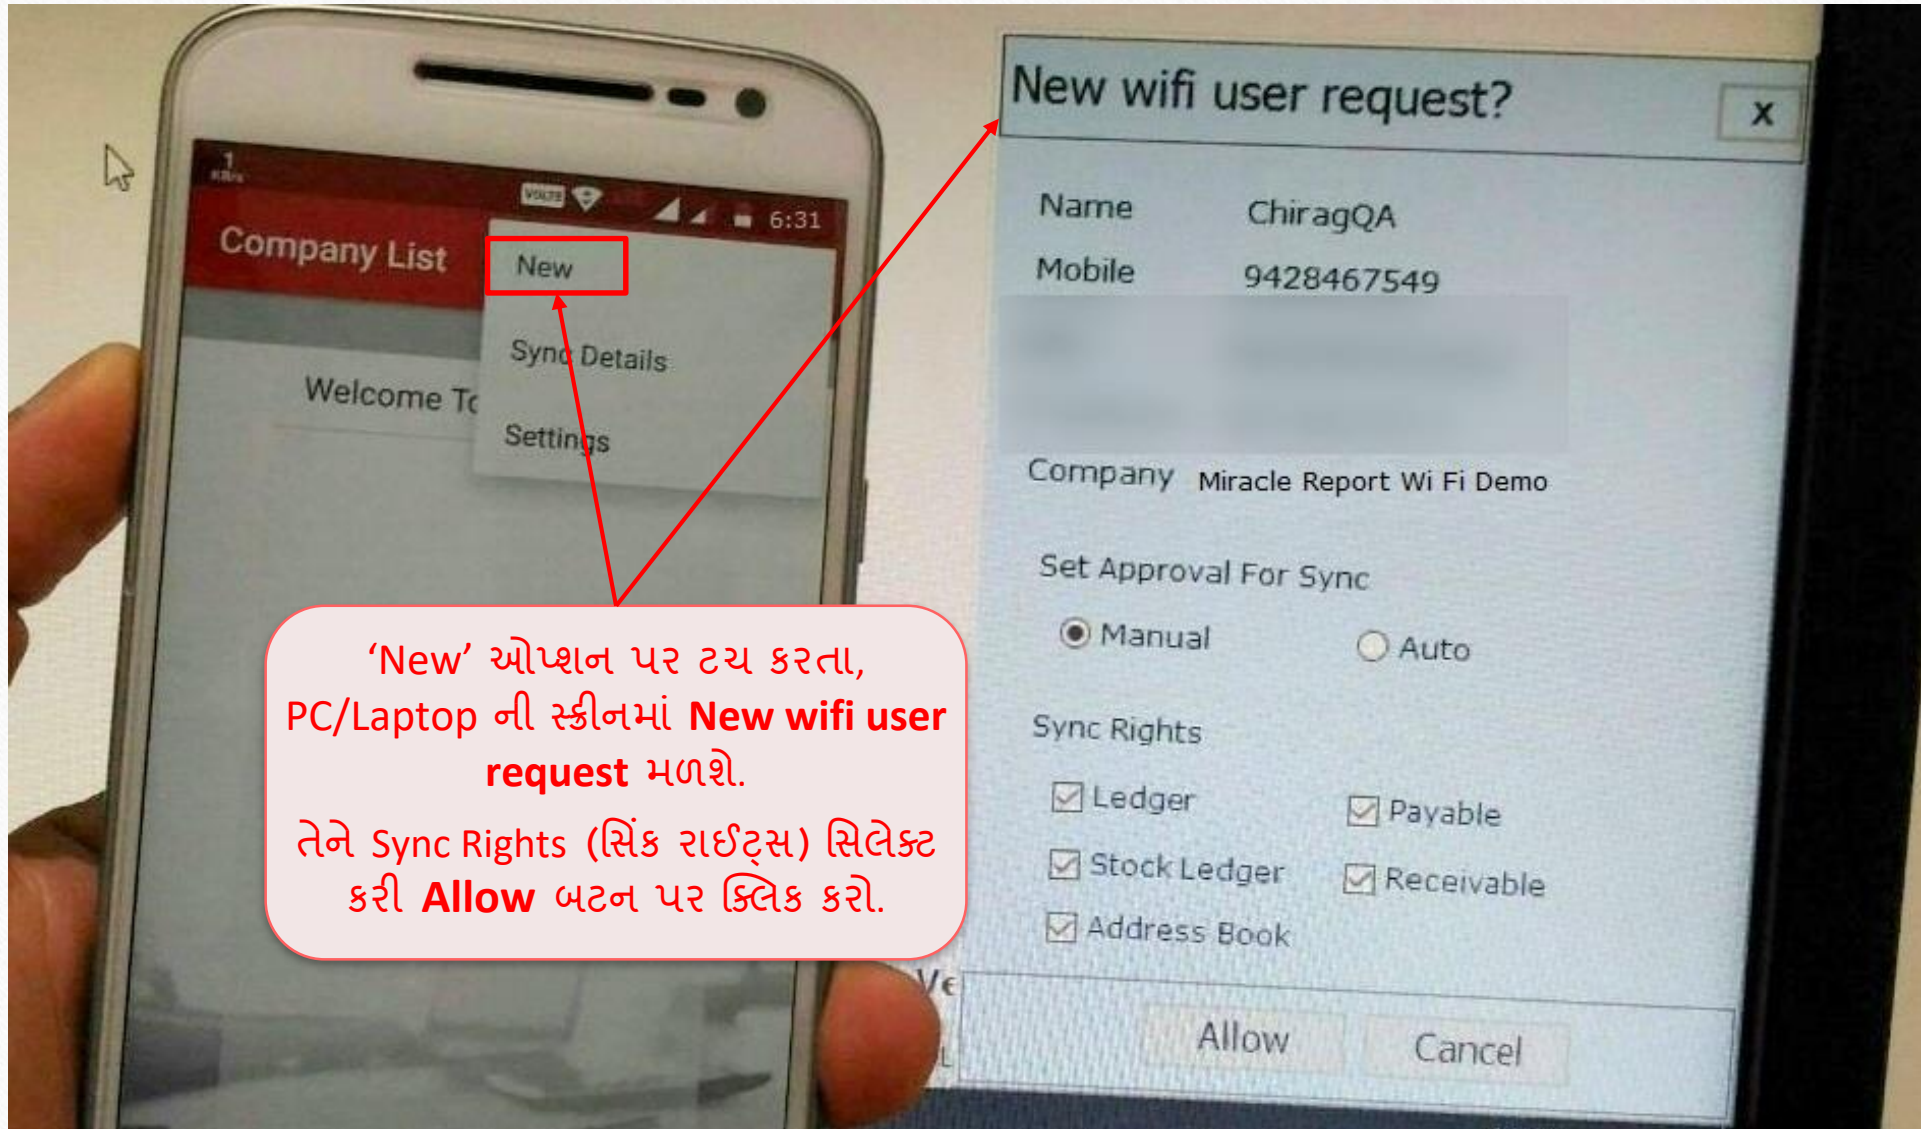 1
KB/s
VOLTE
6:31
Company List
New
Sync Details
Settings
Welcome To
‘New’ ઓપ્શન પર ટચ કરતા,
PC/Laptop ની સ્ક્રીનમાં New wifi user
request મળશે.
તેને Sync Rights (સિંક રાઈટ્સ) સિલેક્ટ
કરી Allow બટન પર ક્લિક કરો.
New wifi user request?
X
Name ChiragQA
Mobile 9428467549
Company Miracle Report Wi Fi Demo
Set Approval For Sync
Manual Auto
Sync Rights
Ledger Payable
Stock Ledger Receivable
Address Book
Allow Cancel